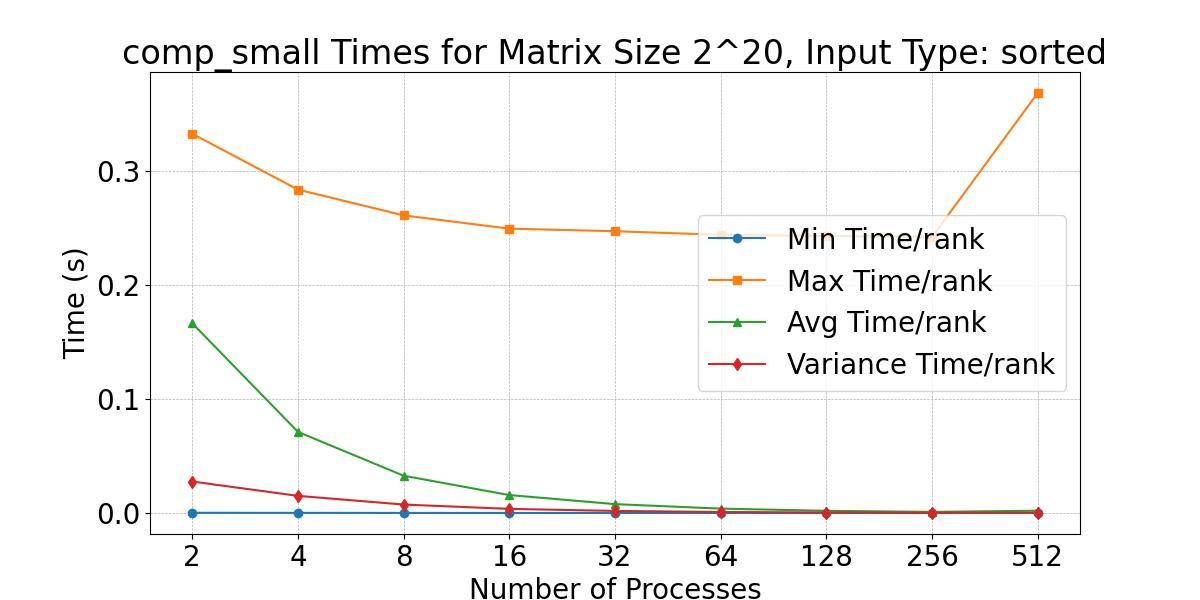 comp_small Times for Matrix Size 2^20, Input Type: sorted
0.3
0.2
0.1
0.0
Time (s)
Min Time/rank
Max Time/rank
Avg Time/rank
Variance Time/rank
2 4 8 16 32 64 128 256 512
Number of Processes